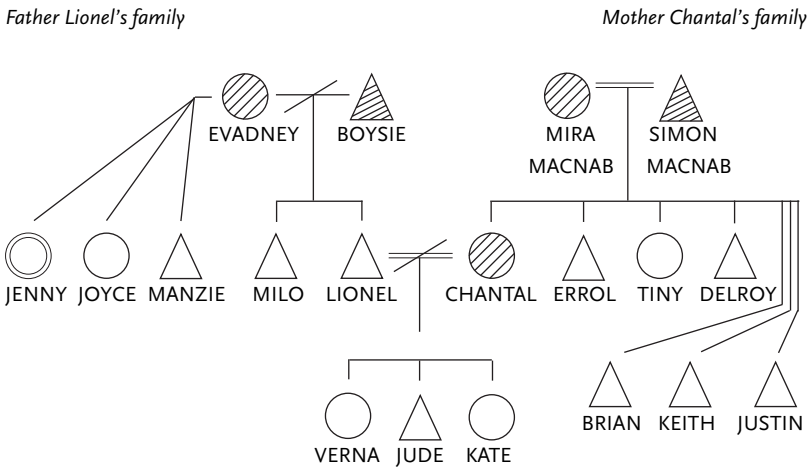 Father Lionel's family
Mother Chantal's family
EVADNEY
BOYSIE
MIRA
MACNAB
SIMON
MACNAB
JENNY
JOYCE
MANZIE
MILO
LIONEL
CHANTAL
ERROL
TINY
DELROY
BRIAN
KEITH
JUSTIN
VERNA
JUDE
KATE